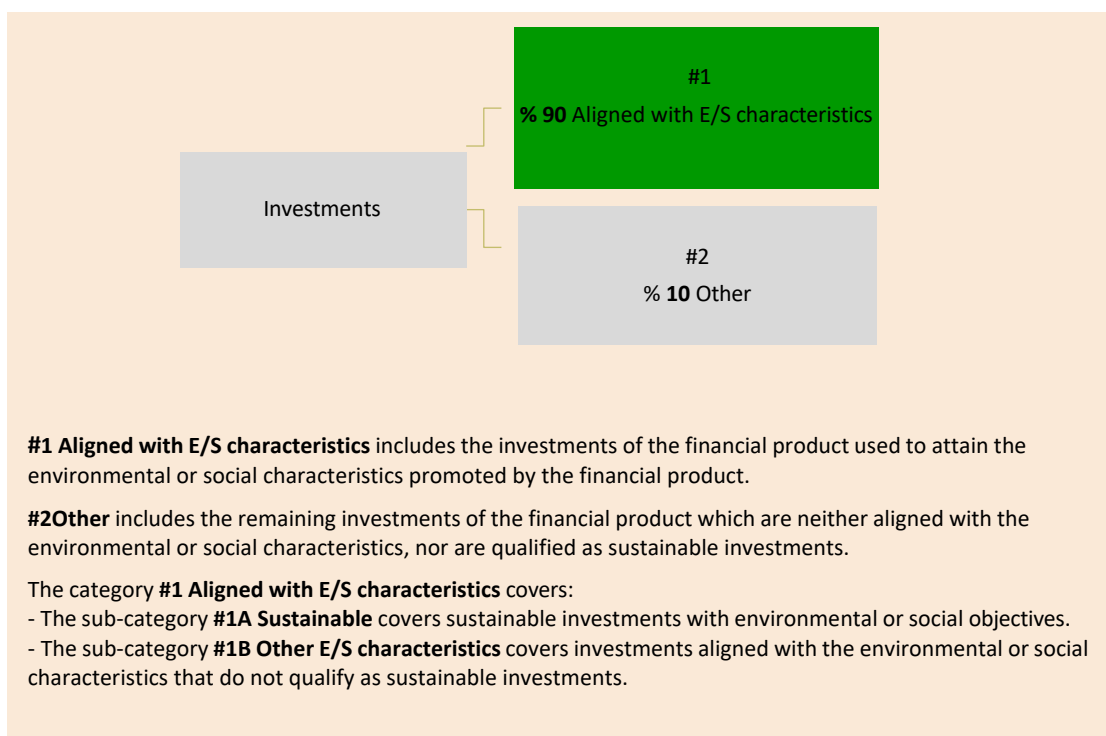 #1
% 90 Aligned with E/S characteristics
Investments
#2
% 10 Other
#1 Aligned with E/S characteristics includes the investments of the financial product used to attain the
environmental or social characteristics promoted by the financial product.
#2Other includes the remaining investments of the financial product which are neither aligned with the
environmental or social characteristics, nor are qualified as sustainable investments.
The category #1 Aligned with E/S characteristics covers:
- The sub-category #1A Sustainable covers sustainable investments with environmental or social objectives.
- The sub-category #1B Other E/S characteristics covers investments aligned with the environmental or social
characteristics that do not qualify as sustainable investments.